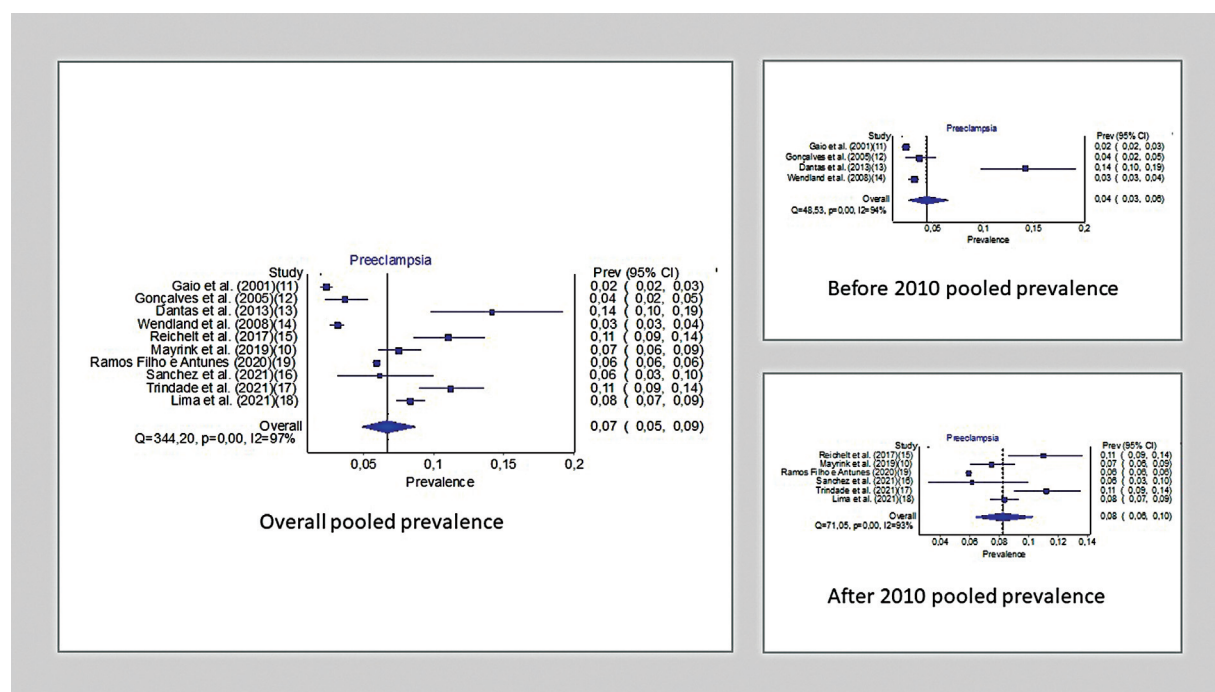 Preeclampsia
Study Prev (95% CI)
Gaio et al. (2001)(11) 0,02 ( 0,02, 0,03)
Gonçalves et al. (2005)(12) 0,04 ( 0,02, 0,05)
Dantas et al. (2013)(13) 0,14 ( 0,10, 0,19)
Wendland et al. (2008)(14) 0,03 ( 0,03, 0,04)
Reichelt et al. (2017)(15) 0,11 ( 0,09, 0,14)
Mayrink et al. (2019)(10) 0,07 ( 0,06, 0,09)
Ramos Filho e Antunes (2020)(19) 0,06 ( 0,06, 0,06)
Sanchez et al. (2021)(16) 0,06 ( 0,03, 0,10)
Trindade et al. (2021)(17) 0,11 ( 0,09, 0,14)
Lima et al. (2021)(18) 0,08 ( 0,07, 0,09)
Overall 0,07 ( 0,05, 0,09)
Q=344,20, p=0,00, I2=97%
0,05 0,1 0,15 0,2
Prevalence
Overall pooled prevalence
Preeclampsia
Study Prev (95% CI)
Gaio et al. (2001)(11) 0,02 ( 0,02, 0,03)
Gonçalves et al. (2005)(12) 0,04 ( 0,02, 0,05)
Dantas et al. (2013)(13) 0,14 ( 0,10, 0,19)
Wendland et al. (2008)(14) 0,03 ( 0,03, 0,04)
Overall 0,04 ( 0,03, 0,06)
Q=48,53, p=0,00, I2=94%
0,05 0,1 0,15 0,2
Prevalence
Before 2010 pooled prevalence
Preeclampsia
Study Prev (95% CI)
Reichelt et al. (2017)(15) 0,11 ( 0,09, 0,14)
Mayrink et al. (2019)(10) 0,07 ( 0,06, 0,09)
Ramos Filho e Antunes (2020)(19) 0,06 ( 0,06, 0,06)
Sanchez et al. (2021)(16) 0,06 ( 0,03, 0,10)
Trindade et al. (2021)(17) 0,11 ( 0,09, 0,14)
Lima et al. (2021)(18) 0,08 ( 0,07, 0,09)
Overall 0,08 ( 0,06, 0,10)
Q=71,05, p=0,00, I2=93%
0,04 0,06 0,08 0,1 0,12 0,14
Prevalence
After 2010 pooled prevalence